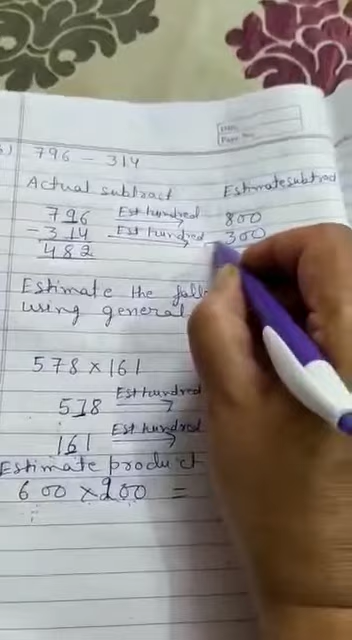 796 - 314
Actual subtract Estimate subtract
796 Est hundred 800
- 314 Est hundred 300
482
Estimate the
using general
578 × 161
578 Est hundred
161 Est hundred
Estimate product
600 × 200 =